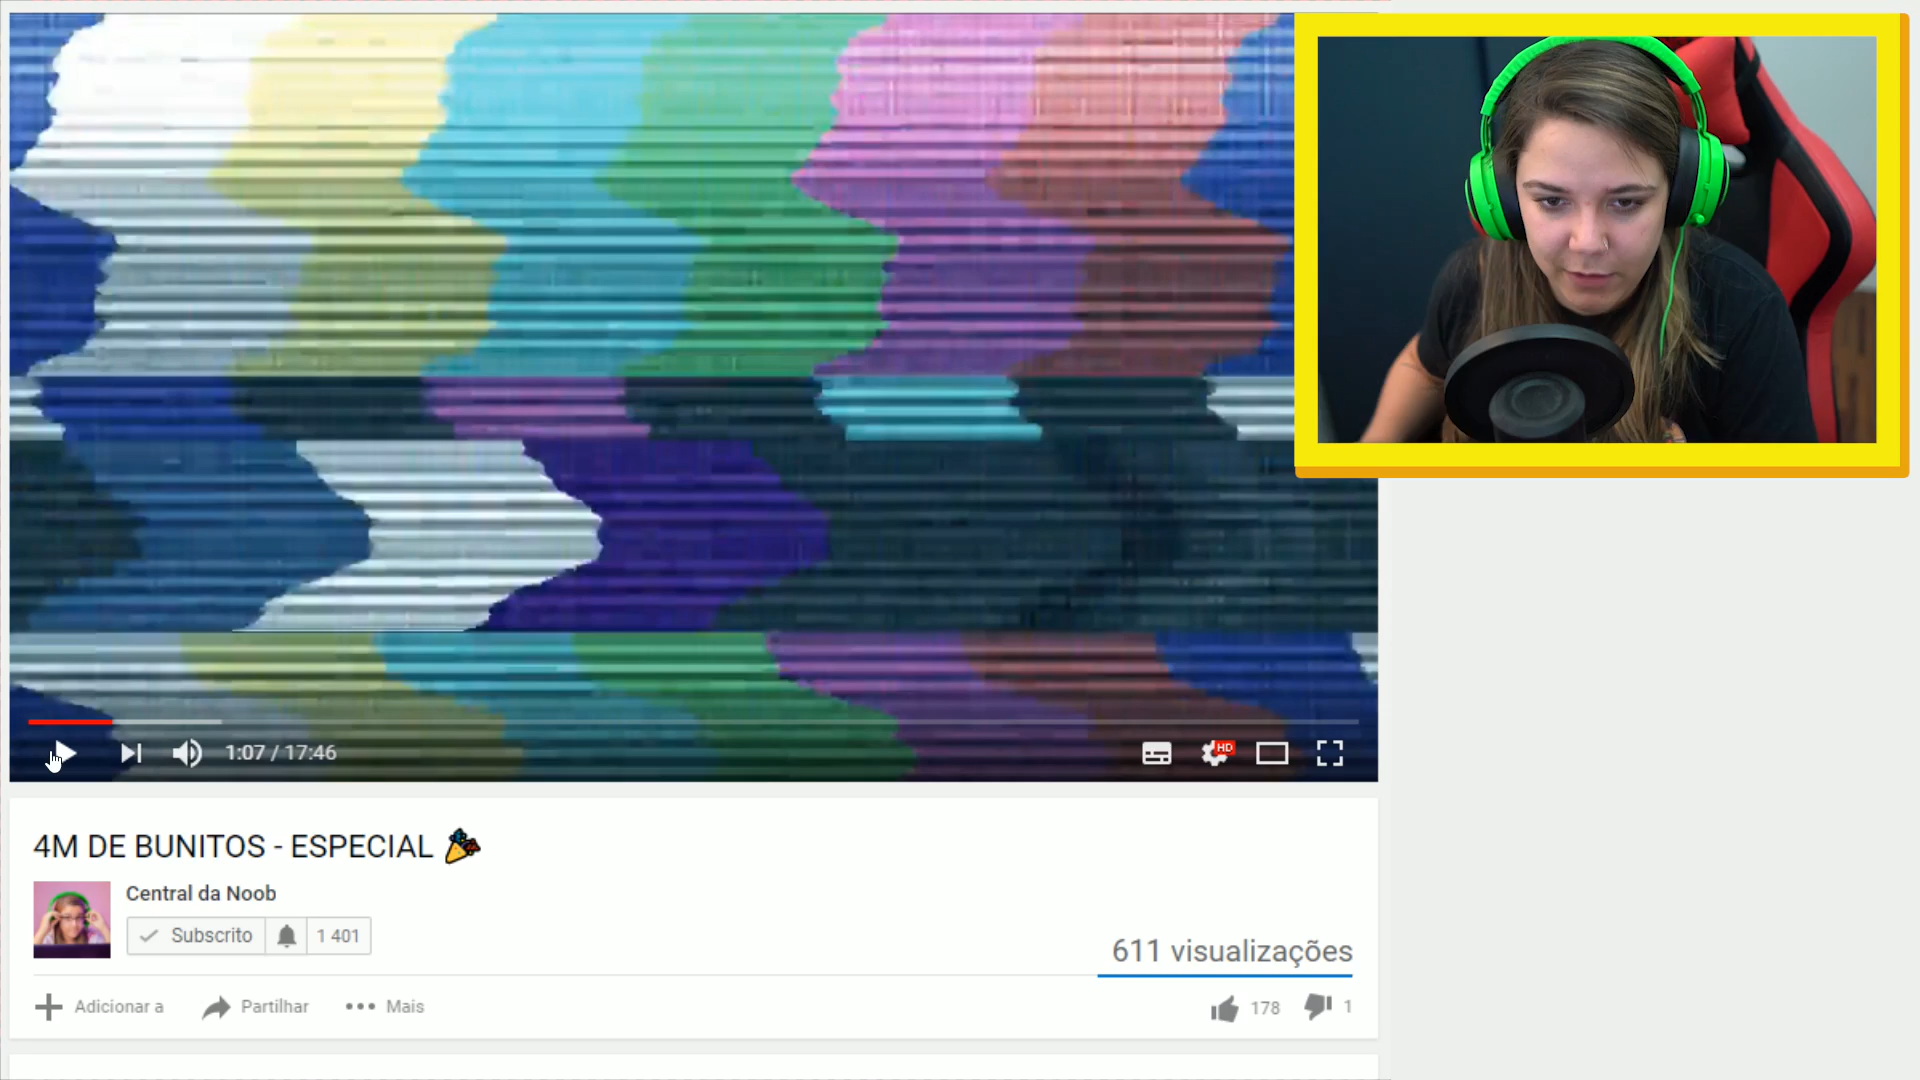 HD
1:07 / 17:46
4M DE BUNITOS - ESPECIAL 🎉
Central da Noob
Subscrito 1 401
611 visualizações
Adicionar a Partilhar Mais 178 1